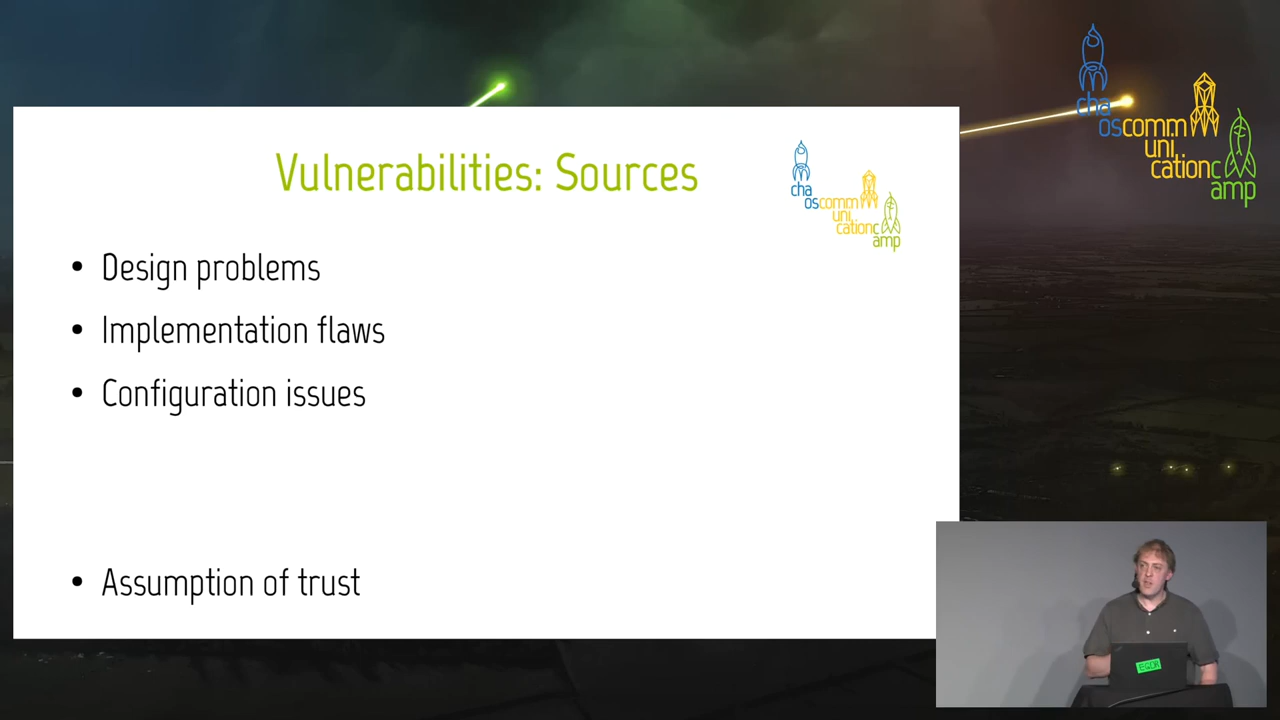 Vulnerabilities: Sources
cha
oscomm
uni
cationc
amp
• Design problems
• Implementation flaws
• Configuration issues
• Assumption of trust
cha
oscomm
uni
cationc
amp